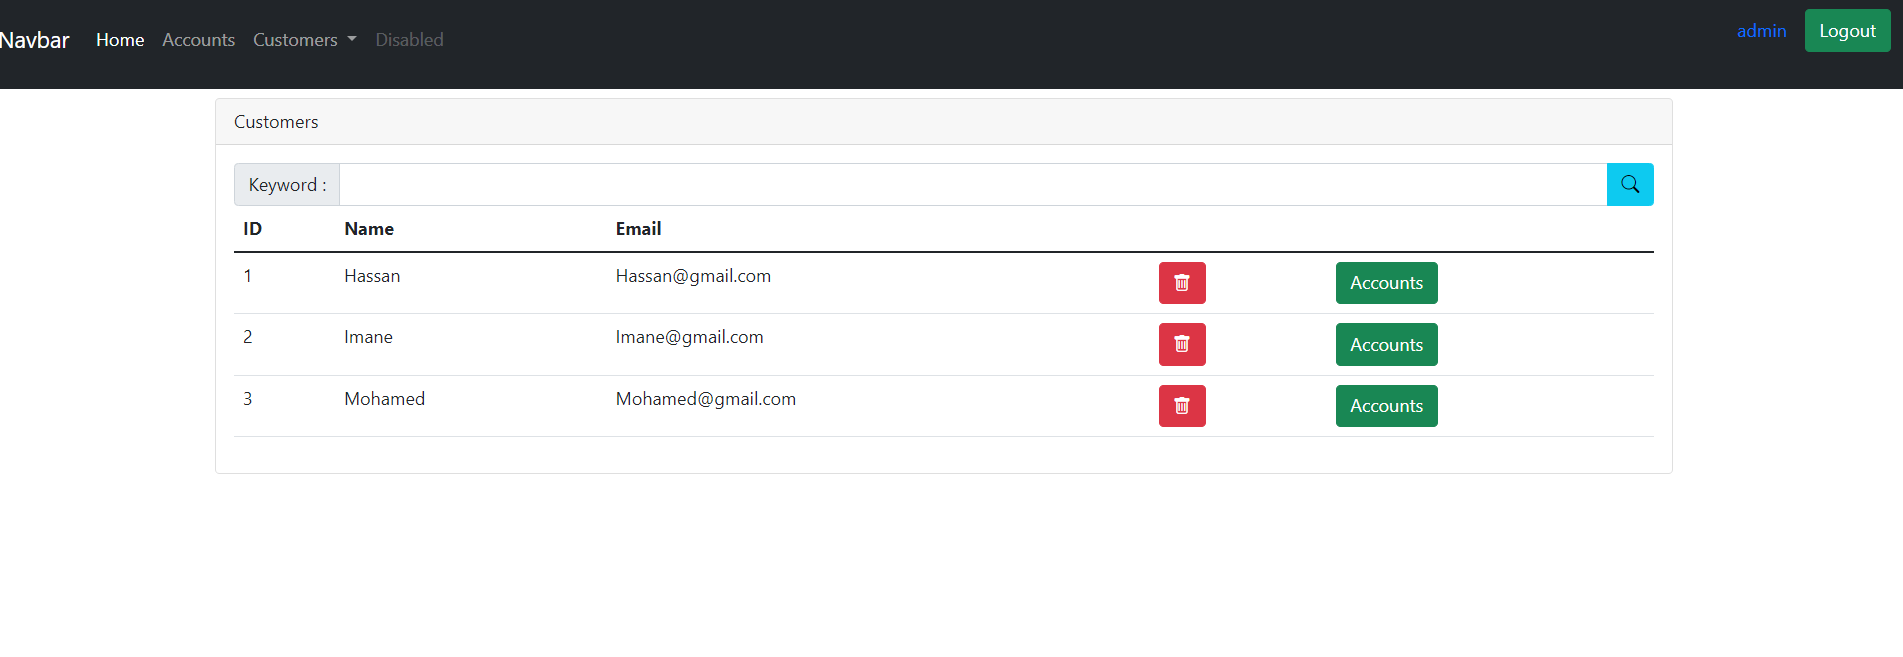 Navbar Home Accounts Customers Disabled admin Logout
Customers
Keyword :
ID Name Email
1 Hassan Hassan@gmail.com Accounts
2 Imane Imane@gmail.com Accounts
3 Mohamed Mohamed@gmail.com Accounts